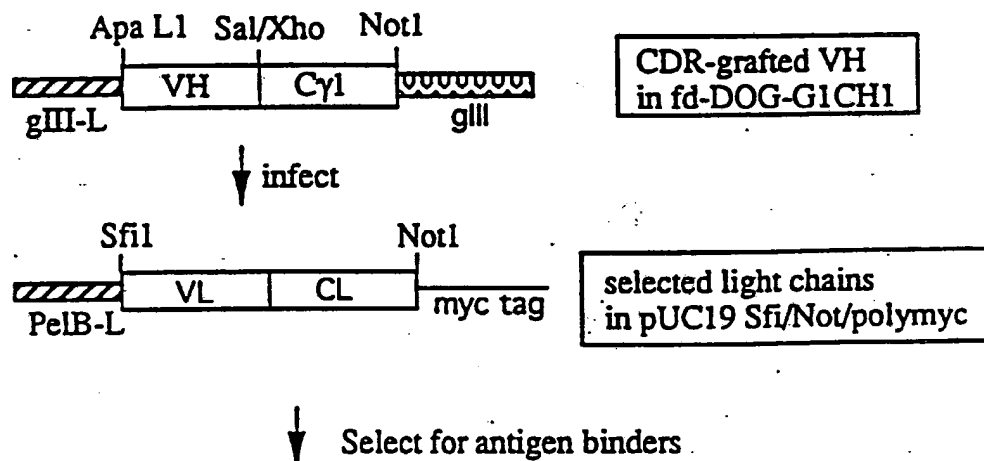 Apa L1 Sal/Xho Not1
VH Cγ1
gIII-L gIII
CDR-grafted VH
in fd-DOG-G1CH1
infect
Sfi1 Not1
VL CL
PelB-L myc tag
selected light chains
in pUC19 Sfi/Not/polymyc
Select for antigen binders